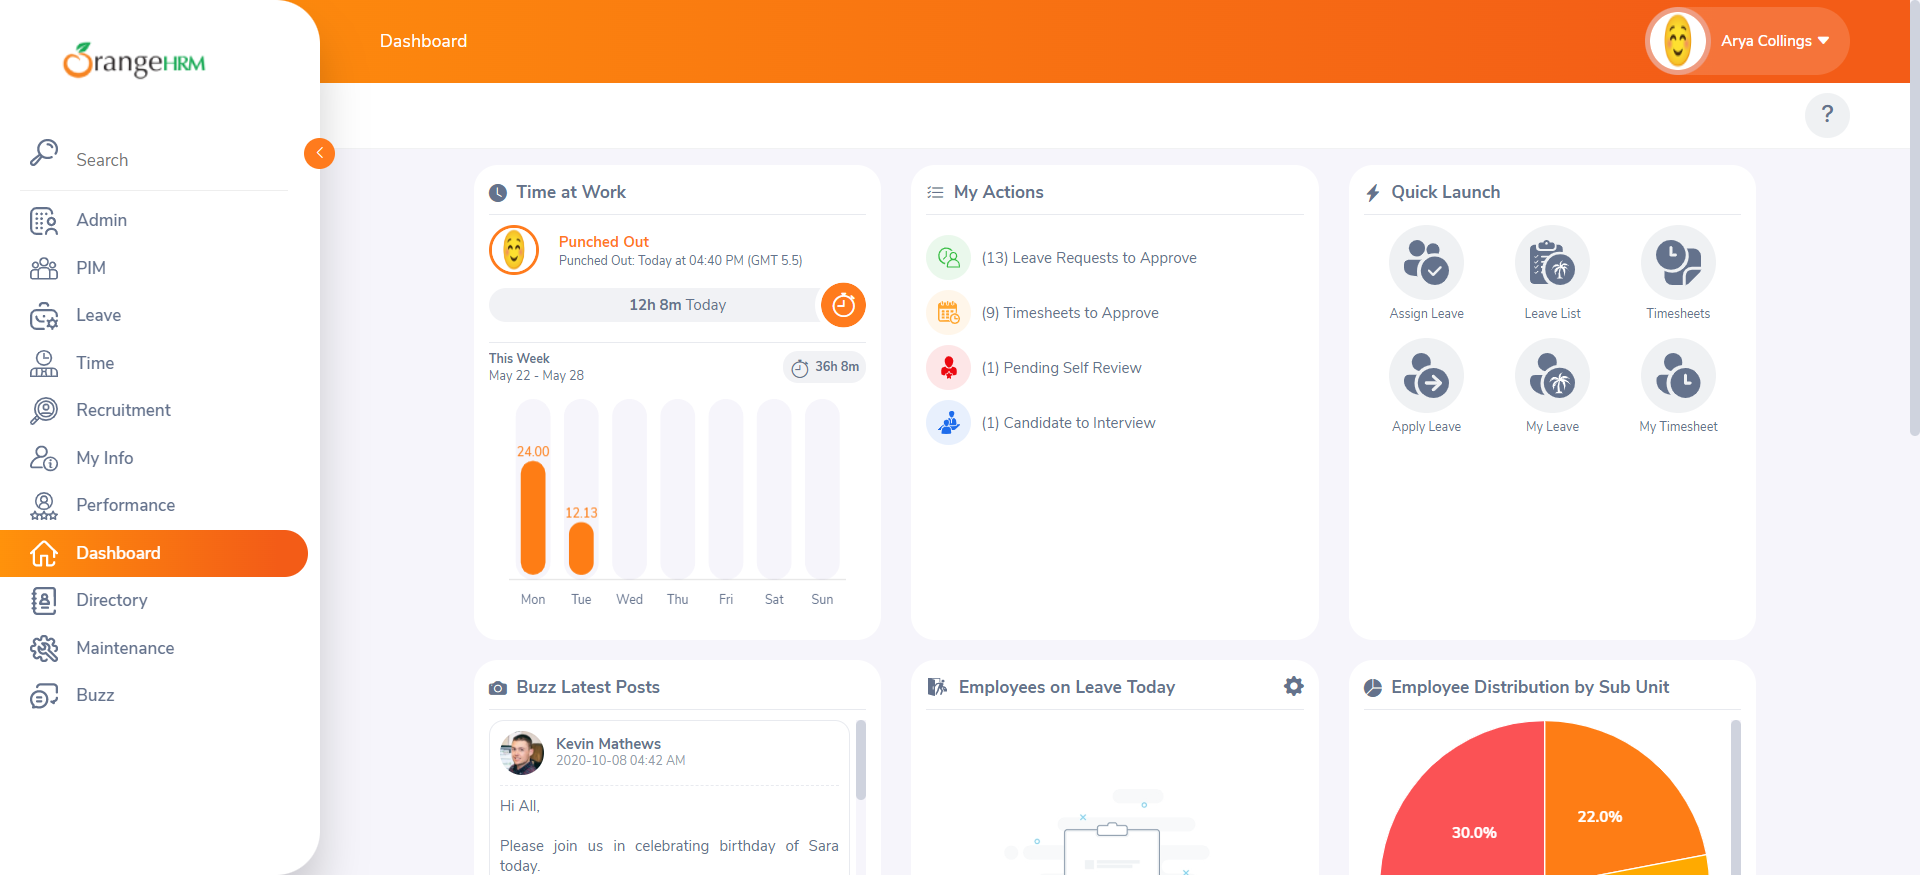 OrangeHRM
Dashboard
Arya Collings
?
Search
Admin
PIM
Leave
Time
Recruitment
My Info
Performance
Dashboard
Directory
Maintenance
Buzz
Time at Work
Punched Out
Punched Out: Today at 04:40 PM (GMT 5.5)
12h 8m Today
This Week
May 22 - May 28
36h 8m
24.00
12.13
Mon Tue Wed Thu Fri Sat Sun
My Actions
(13) Leave Requests to Approve
(9) Timesheets to Approve
(1) Pending Self Review
(1) Candidate to Interview
Quick Launch
Assign Leave
Leave List
Timesheets
Apply Leave
My Leave
My Timesheet
Buzz Latest Posts
Kevin Mathews
2020-10-08 04:42 AM
Hi All,
Please join us in celebrating birthday of Sara
today.
Employees on Leave Today
Employee Distribution by Sub Unit
30.0%
22.0%